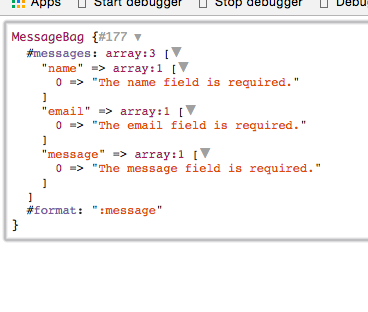 Apps Start debugger Stop debugger
MessageBag {#177 ▼
#messages: array:3 [▼
"name" => array:1 [▼
0 => "The name field is required."
]
"email" => array:1 [▼
0 => "The email field is required."
]
"message" => array:1 [▼
0 => "The message field is required."
]
]
#format: ":message"
}